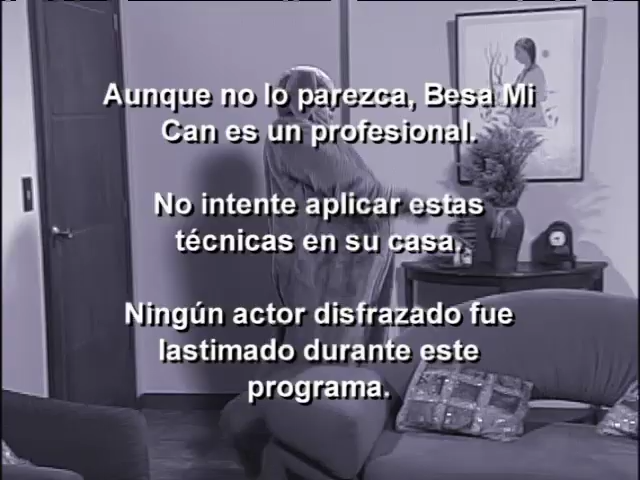 Aunque no lo parezca, Besa Mi
Can es un profesional.
No intente aplicar estas
técnicas en su casa.
Ningún actor disfrazado fue
lastimado durante este
programa.